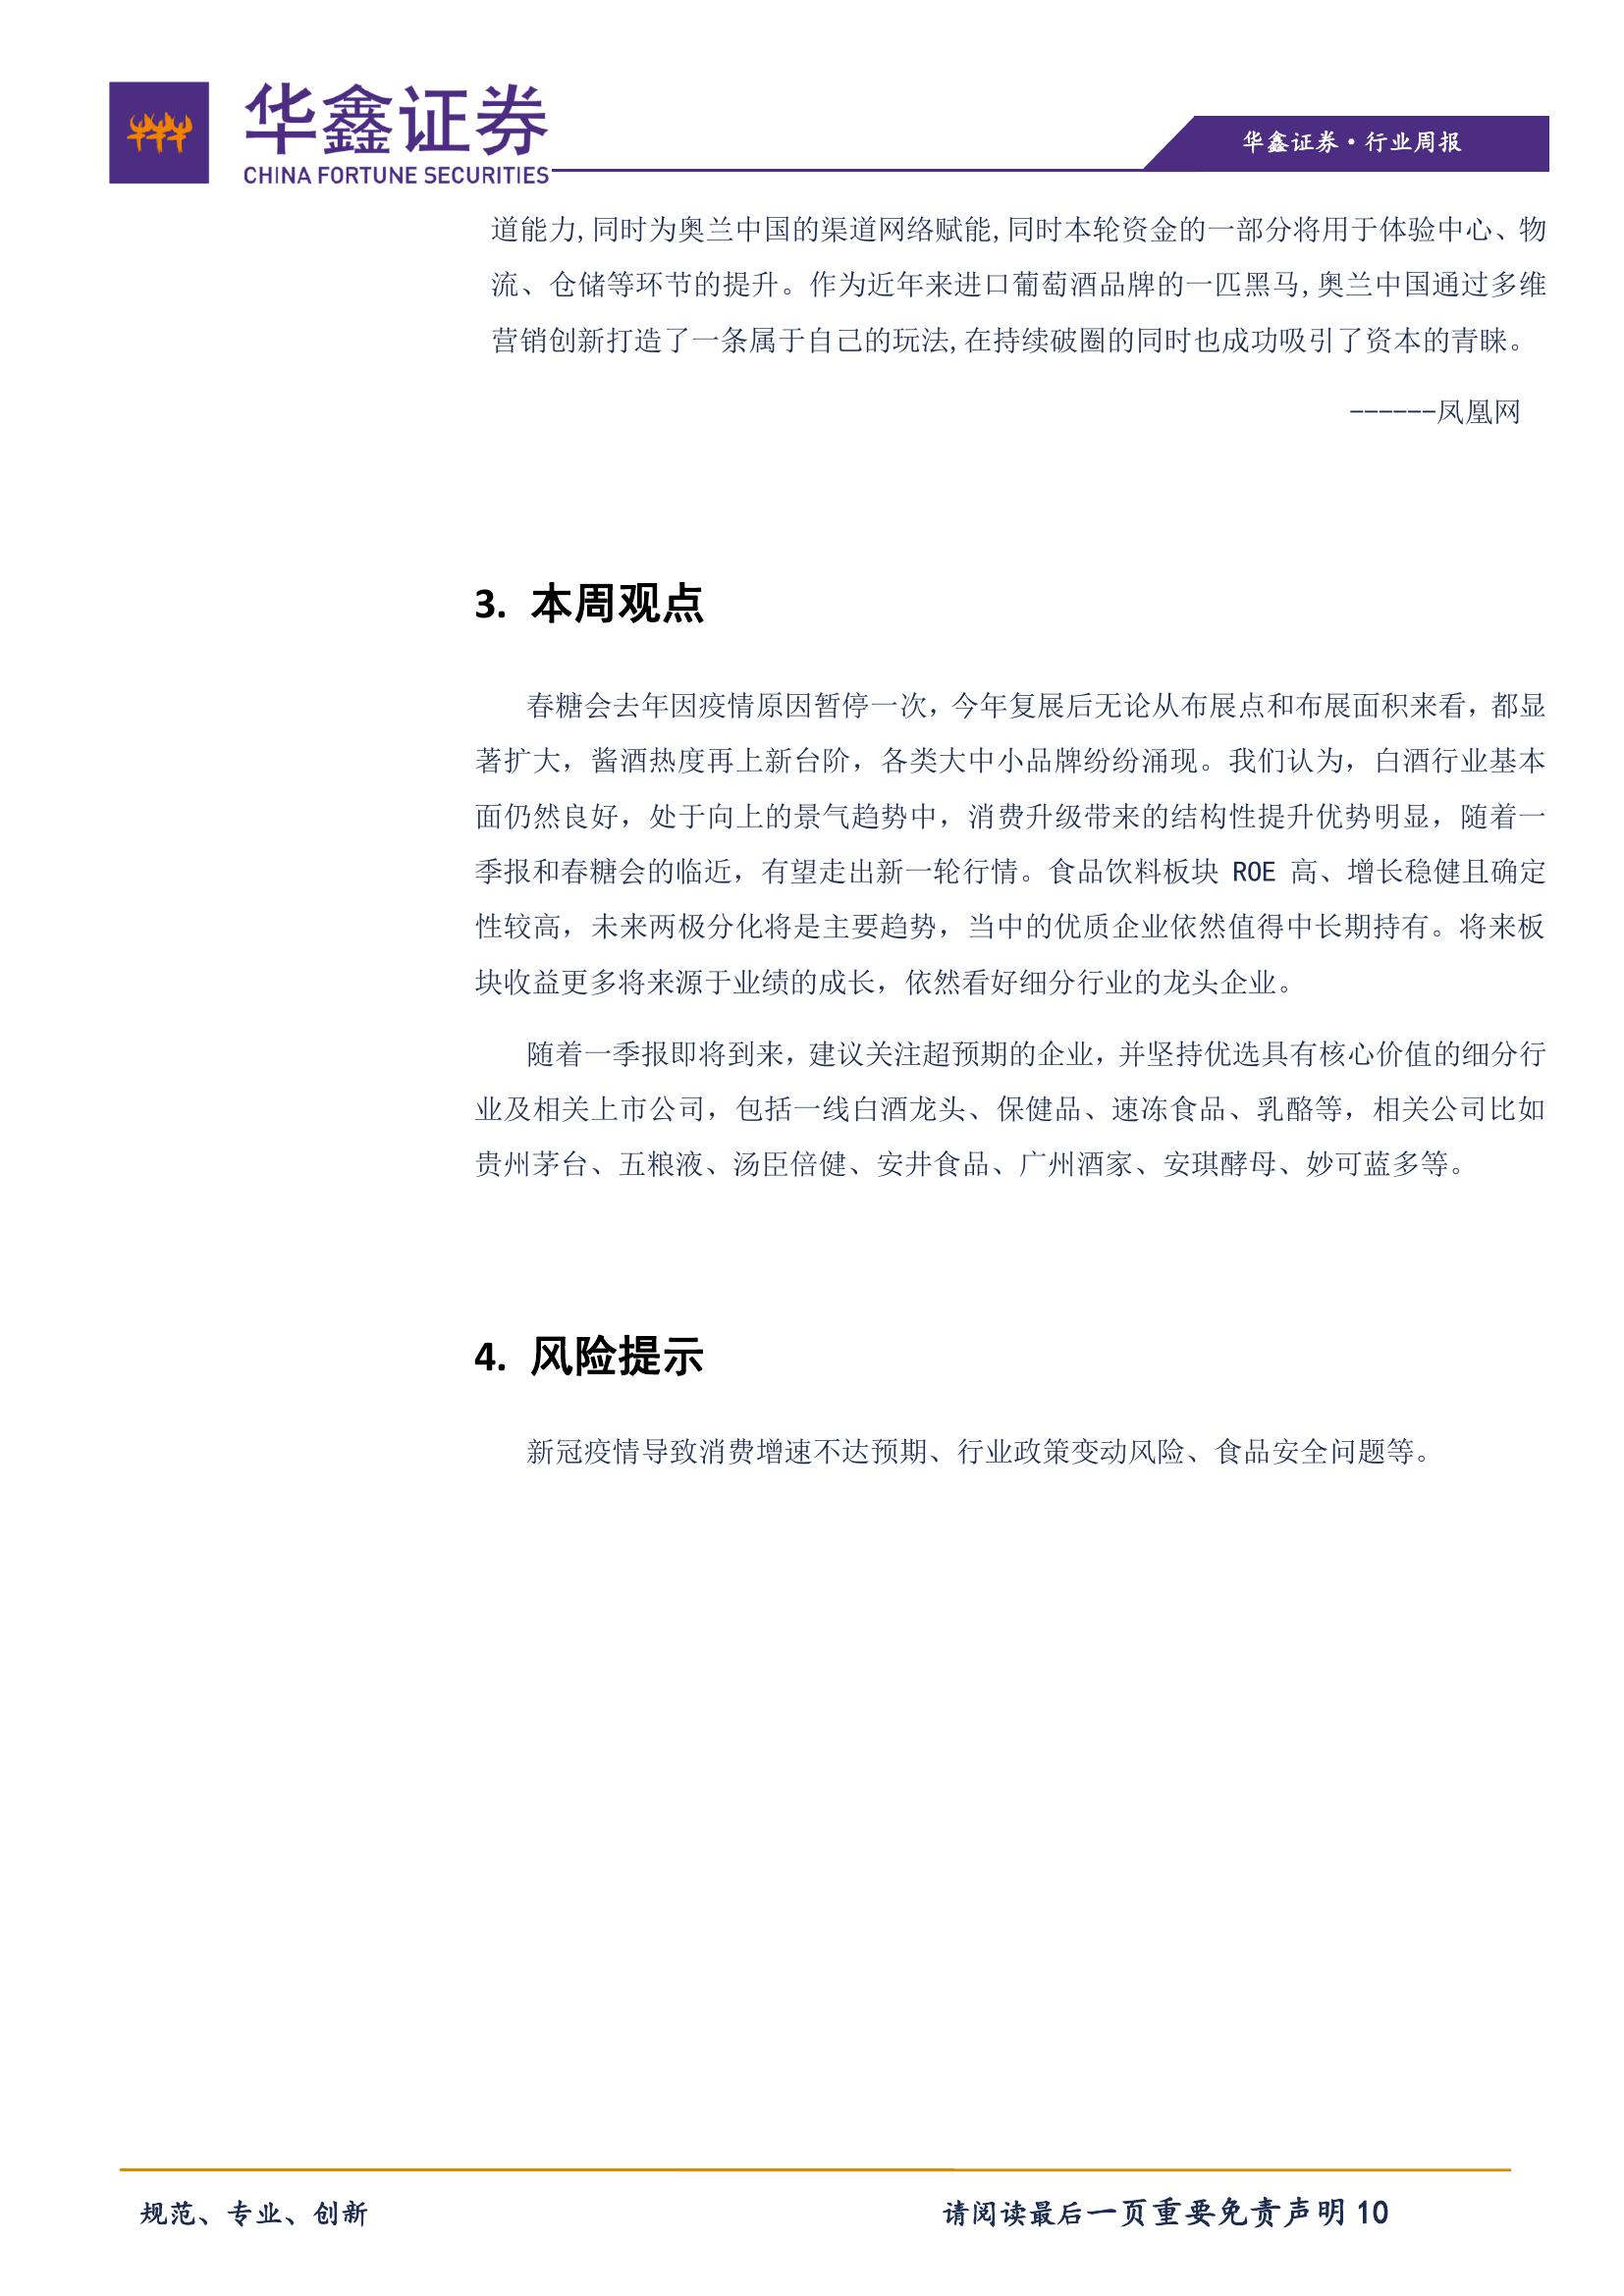 华鑫证券
CHINA FORTUNE SECURITIES
华鑫证券·行业周报
道能力,同时为奥兰中国的渠道网络赋能,同时本轮资金的一部分将用于体验中心、物
流、仓储等环节的提升。作为近年来进口葡萄酒品牌的一匹黑马,奥兰中国通过多维
营销创新打造了一条属于自己的玩法,在持续破圈的同时也成功吸引了资本的青睐。
------凤凰网
3. 本周观点
春糖会去年因疫情原因暂停一次，今年复展后无论从布展点和布展面积来看，都显
著扩大，酱酒热度再上新台阶，各类大中小品牌纷纷涌现。我们认为，白酒行业基本
面仍然良好，处于向上的景气趋势中，消费升级带来的结构性提升优势明显，随着一
季报和春糖会的临近，有望走出新一轮行情。食品饮料板块 ROE 高、增长稳健且确定
性较高，未来两极分化将是主要趋势，当中的优质企业依然值得中长期持有。将来板
块收益更多将来源于业绩的成长，依然看好细分行业的龙头企业。
随着一季报即将到来，建议关注超预期的企业，并坚持优选具有核心价值的细分行
业及相关上市公司，包括一线白酒龙头、保健品、速冻食品、乳酪等，相关公司比如
贵州茅台、五粮液、汤臣倍健、安井食品、广州酒家、安琪酵母、妙可蓝多等。
4. 风险提示
新冠疫情导致消费增速不达预期、行业政策变动风险、食品安全问题等。
规范、专业、创新
请阅读最后一页重要免责声明 10